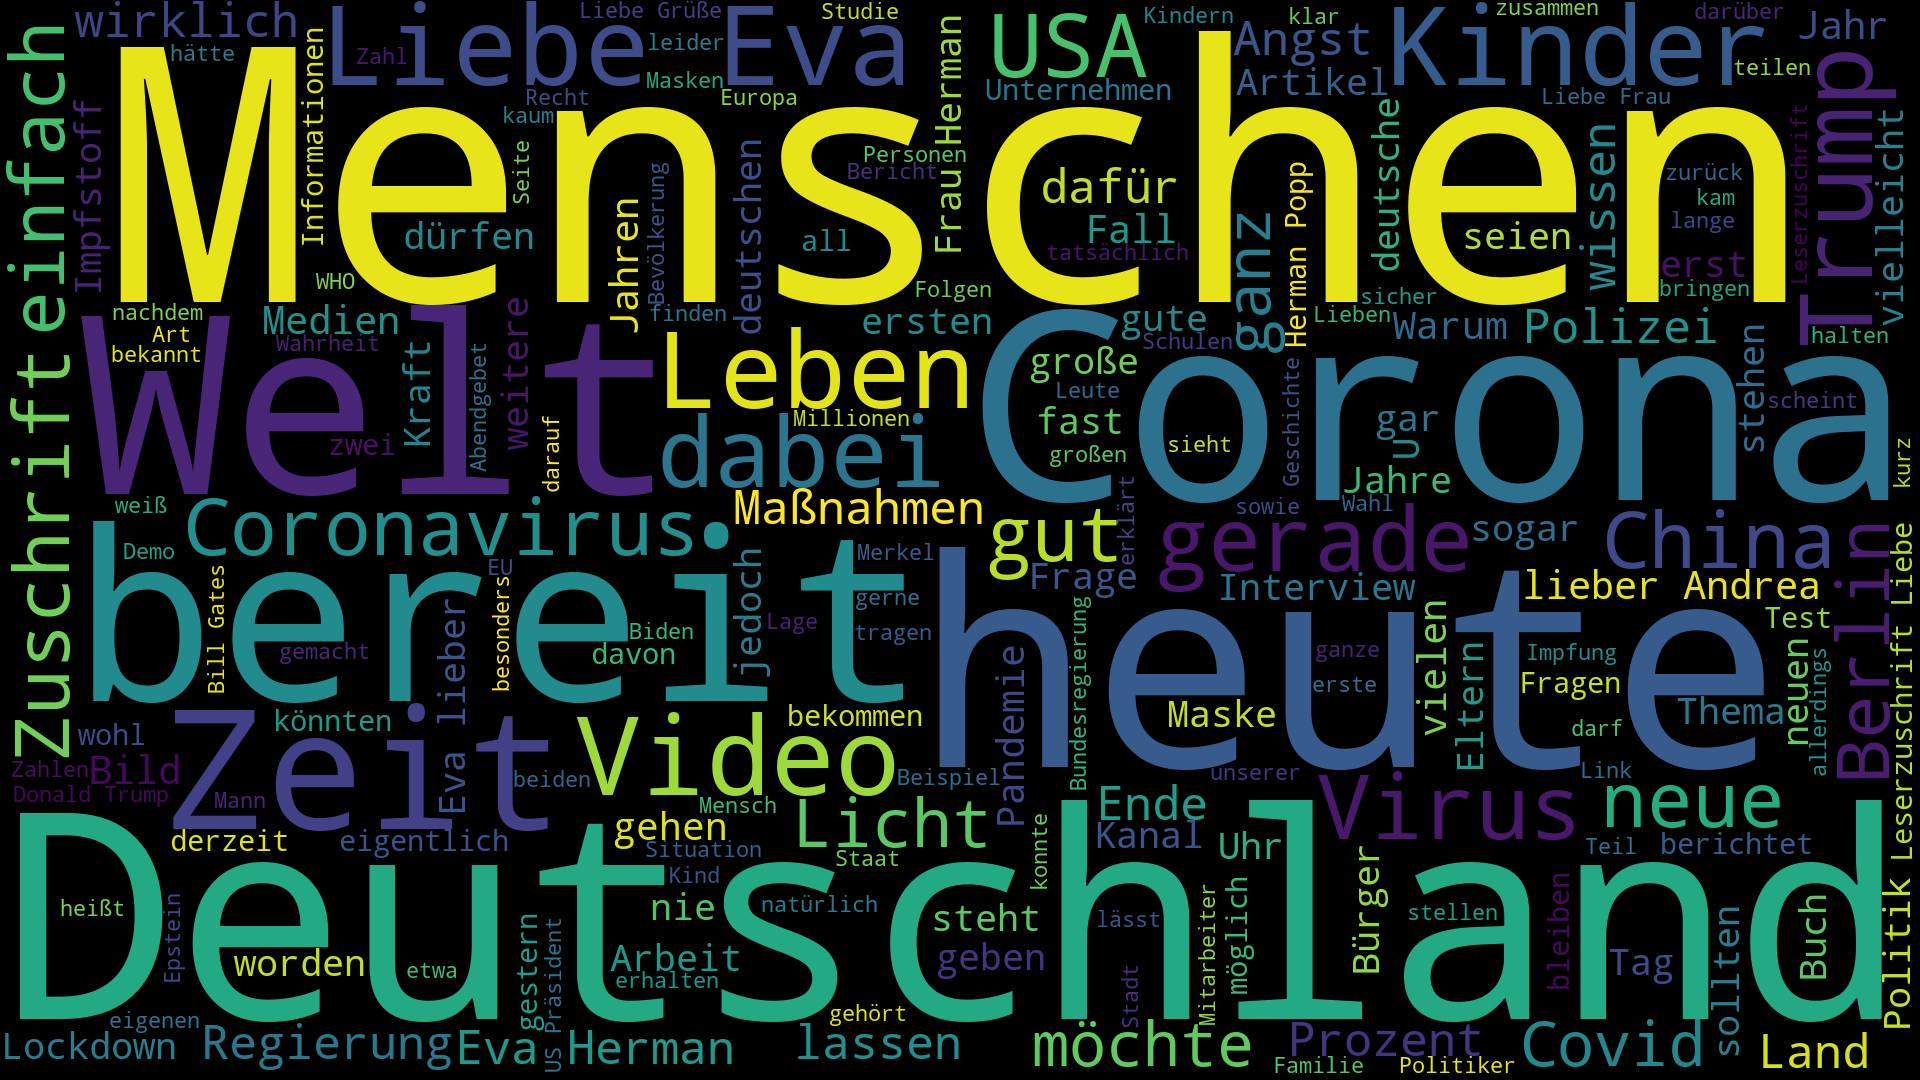 wirklich
Liebe
Liebe Grüße
Eva
Studie
USA
Kindern
klar
zusammen
darüber
Jahr
hätte
Zahl
leider
Masken
Herman
Angst
Kinder
teilen
Informationen
Recht
kaum
Europa
Unternehmen
Artikel
Liebe Frau
Trump
einfach
Impfstoff
Menschen
Seite
Bevölkerung
deutschen
Personen
Bericht
Frau
dafür
Fall
tatsächlich
ganz
Herman Popp
deutsche
seien
wissen
zurück
kam
lange
Leserzuschrift
vielleicht
dürfen
all
Jahren
WHO
Folgen
sicher
erst
bringen
nachdem
Art
bekannt
Medien
Wahrheit
finden
ersten
gute
Schulen
Lieben
Warum
Polizei
halten
Welt
Kraft
Abendgebet
weitere
Leben
Corona
große
Leute
Geschichte
gar
stehen
scheint
zwei
darauf
dabei
Millionen
fast
großen
sieht
U
Jahre
kurz
weiß
Coronavirus
Maßnahmen
gut
erklärt
gerade
sowie
Wahl
sogar
China
Zuschrift
Demo
bereit
EU
besonders
Merkel
Frage
Interview
lieber Andrea
Berlin
Leserzuschrift Liebe
Bill Gates
gemacht
Eva lieber
Biden
davon
jedoch
gerne
Lage
tragen
heute
Bundesregierung
ganze
erste
vielen
Eltern
Impfung
Fragen
Test
neuen
allerdings
wohl
könnten
Zeit
Video
bekommen
Pandemie
Maske
darf
Thema
Zahlen
Bild
Donald Trump
Mann
beiden
Beispiel
unserer
Link
Mensch
Licht
Ende
Virus
neue
derzeit
eigentlich
gehen
Situation
Staat
konnte
Kanal
Uhr
Teil
berichtet
Deutschland
heißt
Epstein
Kind
nie
natürlich
steht
lässt
Mitarbeiter
möglich
Bürger
stellen
bleiben
Buch
Politik
worden
etwa
gestern
US Präsident
Arbeit
erhalten
geben
Stadt
Tag
sollten
eigenen
gehört
Lockdown
Regierung
Eva Herman
lassen
möchte
Prozent
Familie
Politiker
Covid
Land